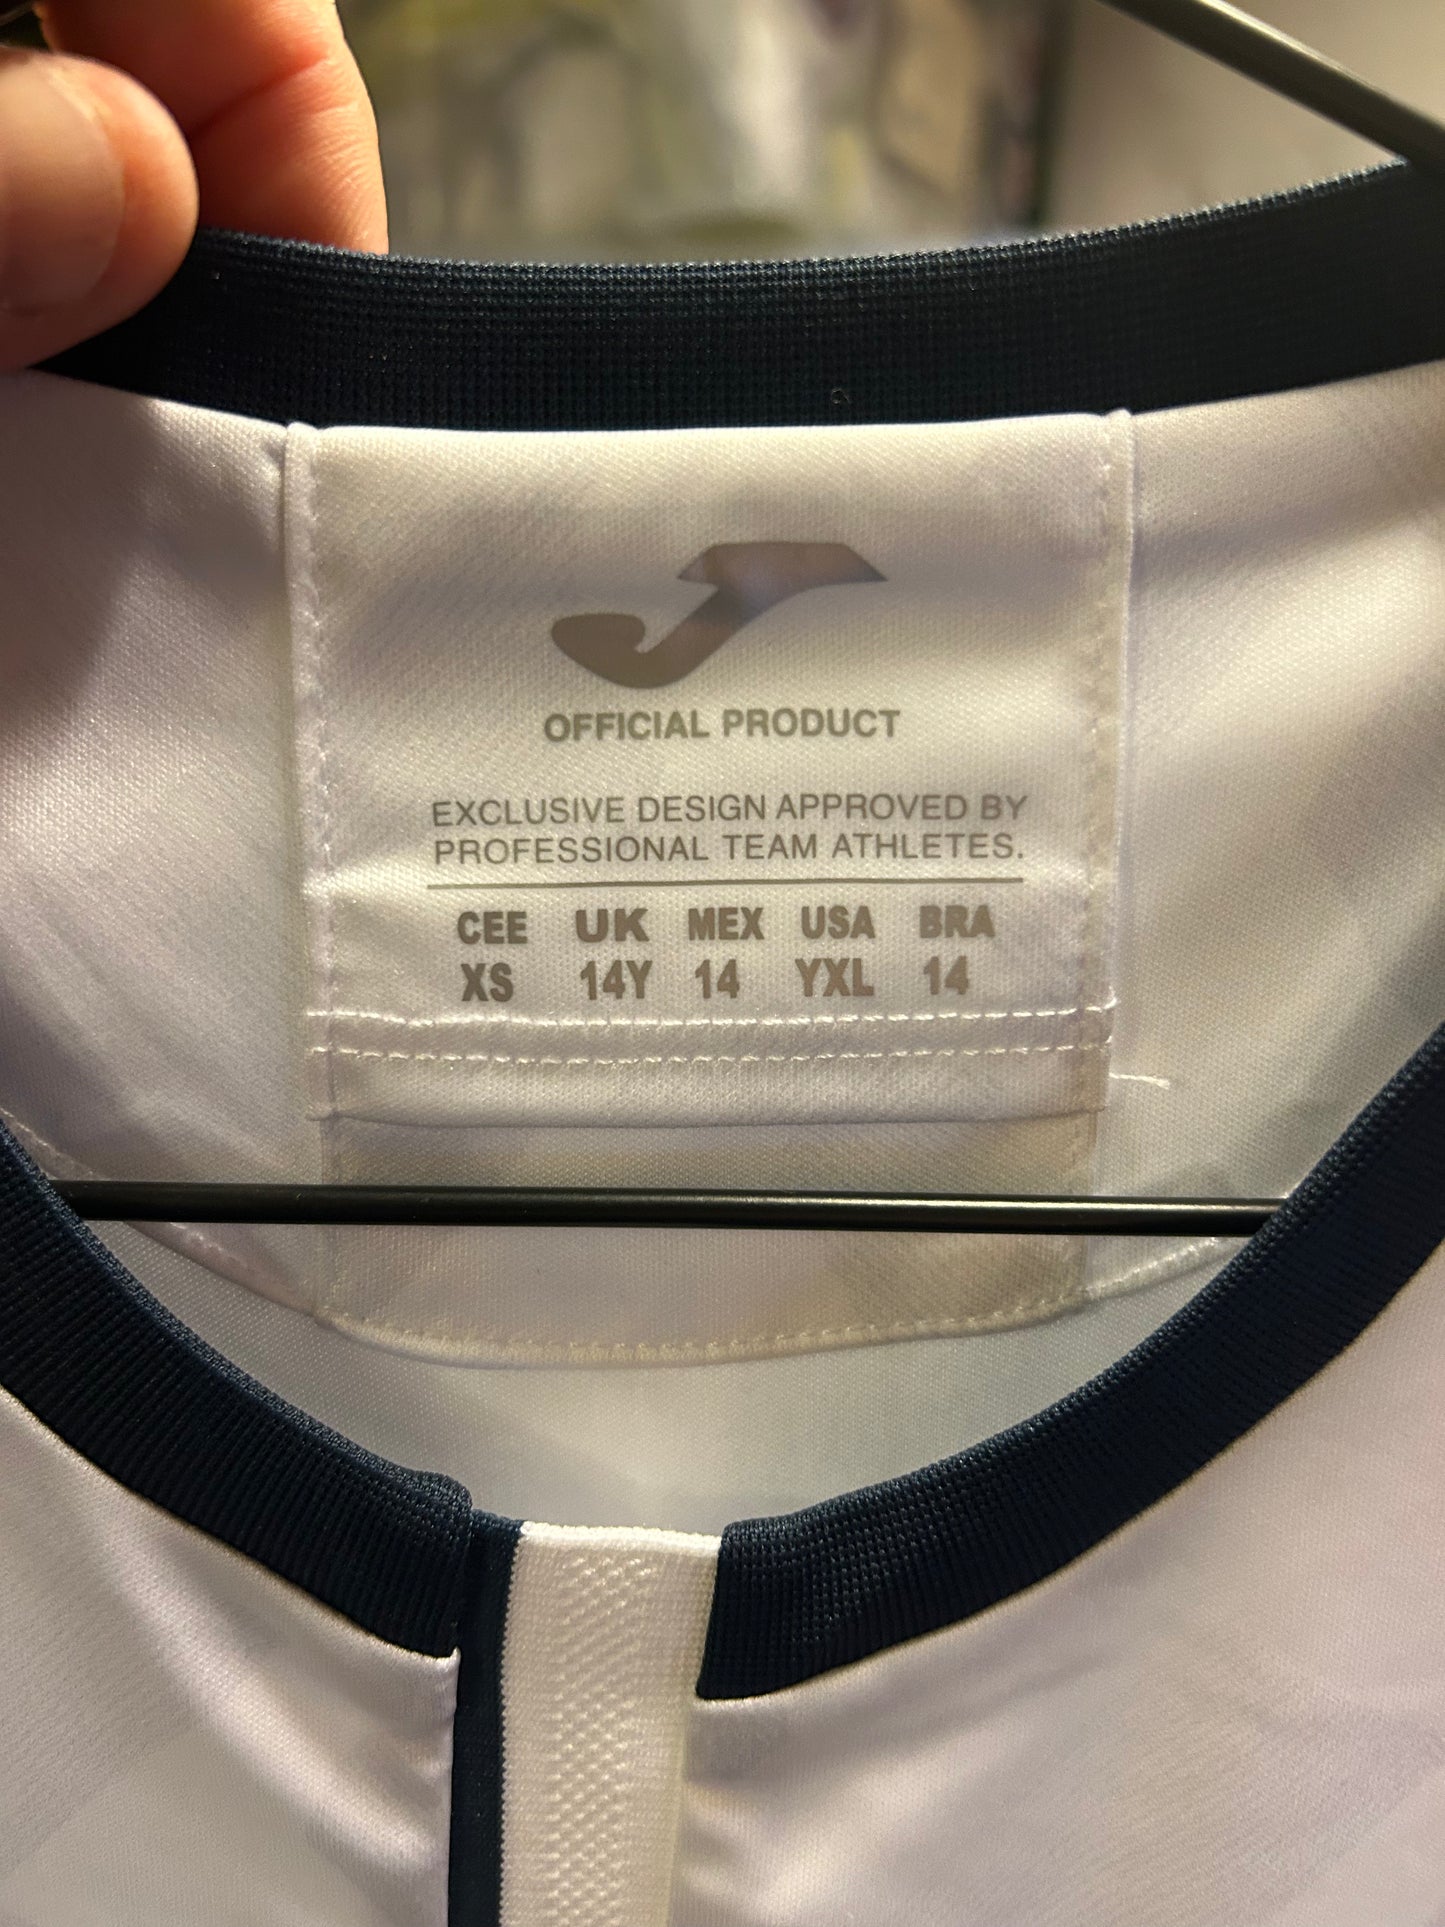 OFFICIAL PRODUCT
EXCLUSIVE DESIGN APPROVED BY
PROFESSIONAL TEAM ATHLETES.
CEE UK MEX USA BRA
XS 14Y 14 YXL 14